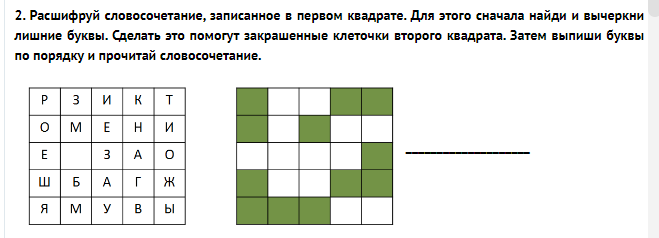 2. Расшифруй словосочетание, записанное в первом квадрате. Для этого сначала найди и вычеркни
лишние буквы. Сделать это помогут закрашенные клеточки второго квадрата. Затем выпиши буквы
по порядку и прочитай словосочетание.
Р З И К Т
О М Е Н И
Е З А О
Ш Б А Г Ж
Я М У В Ы